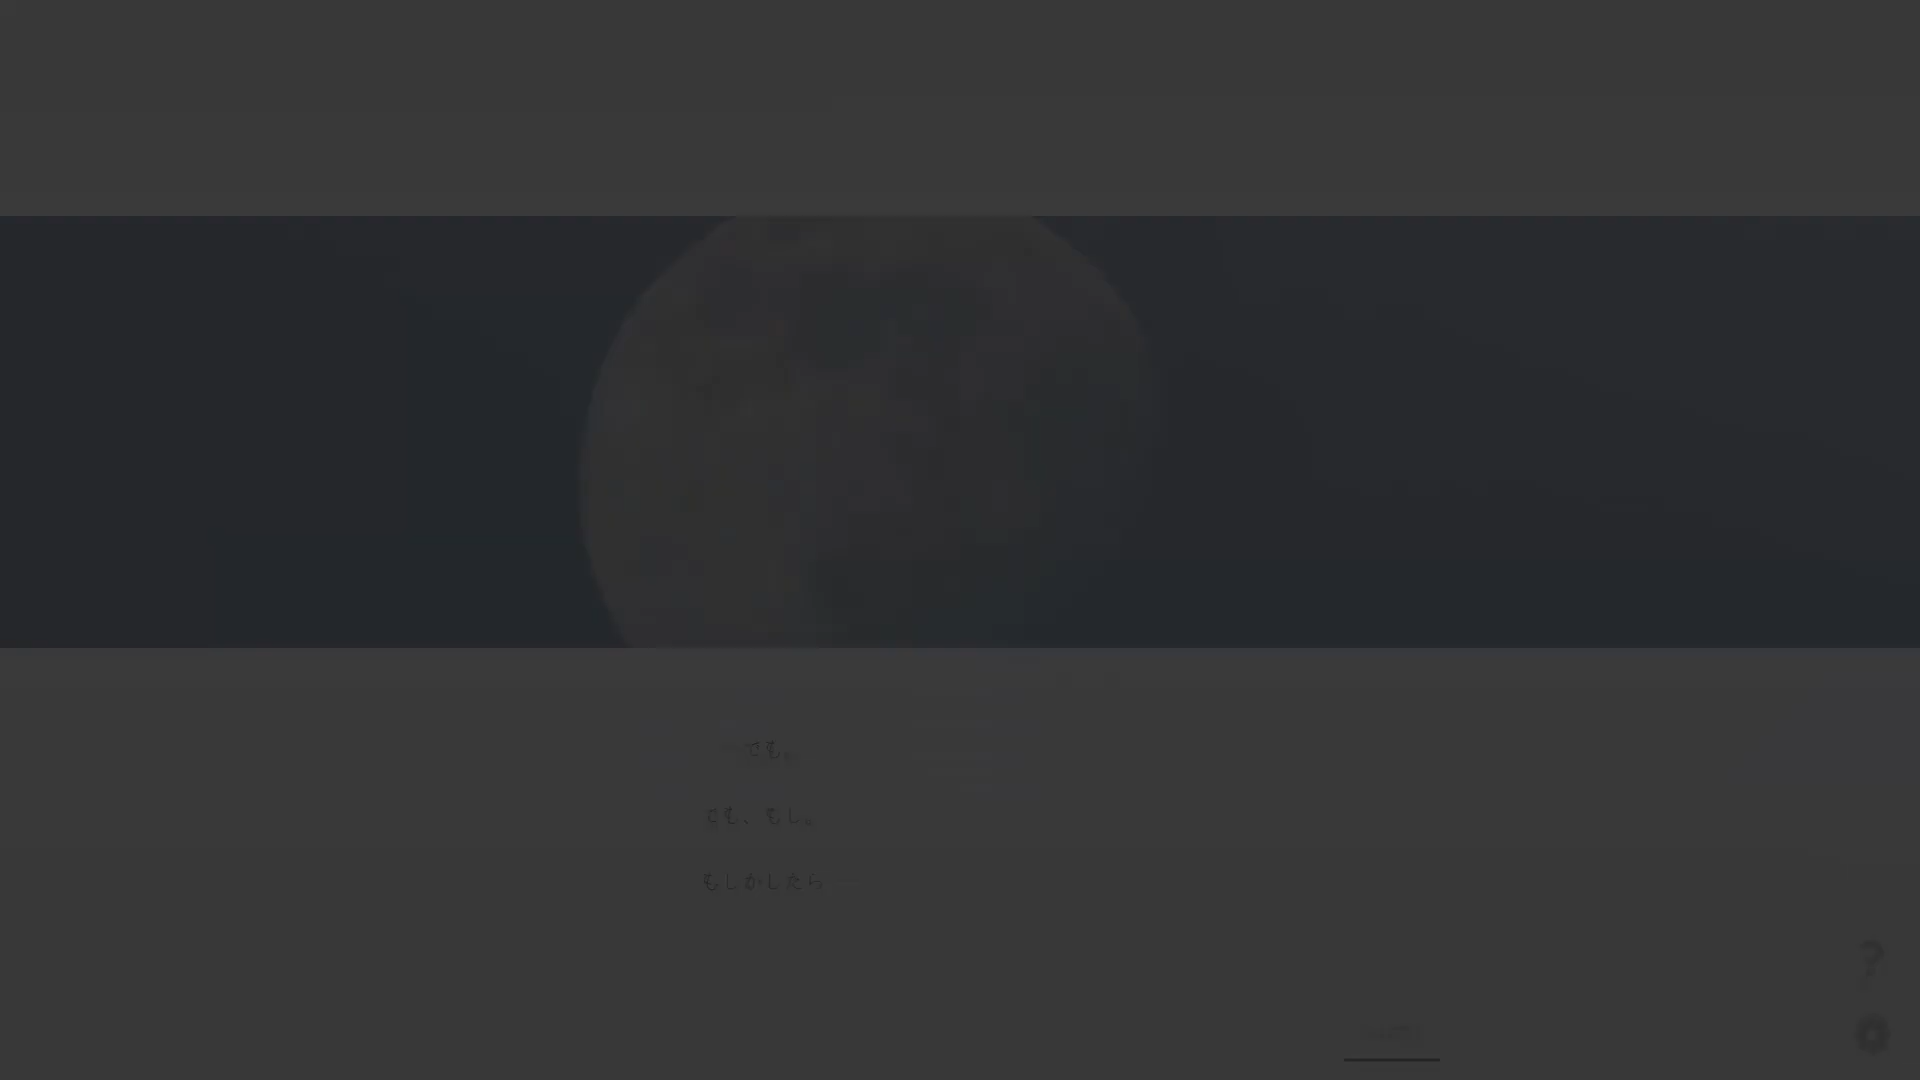 でも。
でも、もし。
もしかしたら
?